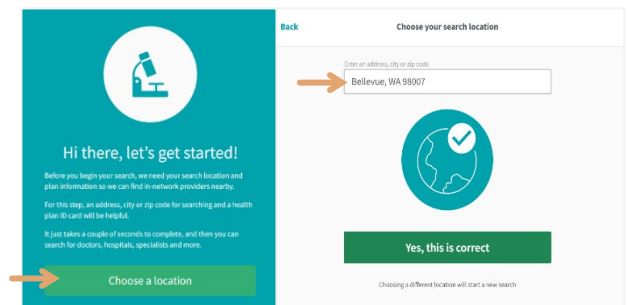 Hi there, let's get started!
Before you begin your search, we need your search location and
plan information so we can find in-network providers nearby.
For this step, an address, city or zip code for searching and a health
plan ID card will be helpful.
It just takes a couple of seconds to complete, and then you can
search for doctors, hospitals, specialists and more.
Choose a location
Back
Choose your search location
Enter an address, city or zip code
Bellevue, WA 98007
Yes, this is correct
Choosing a different location will start a new search